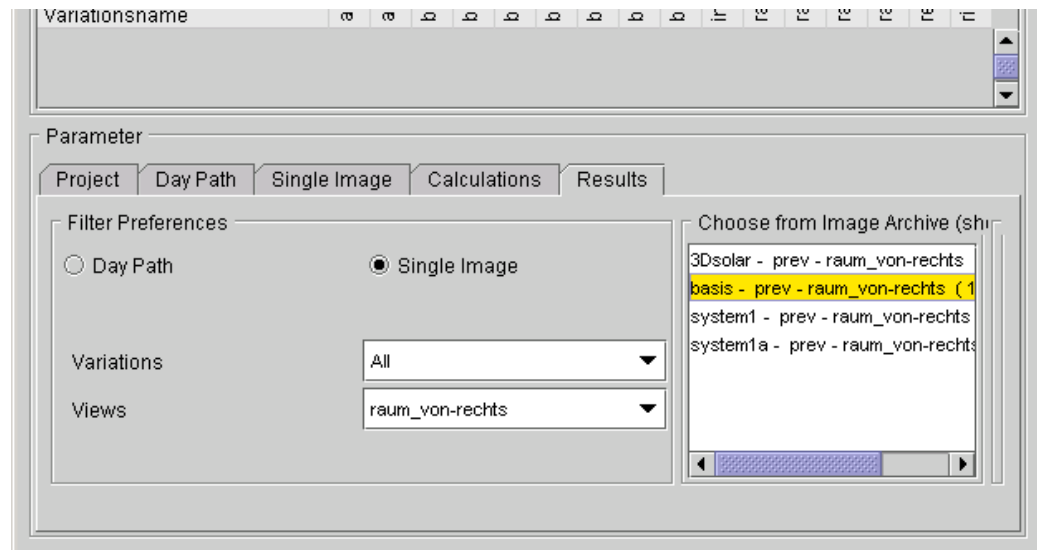 Variationsname a a b b b b b b b
Parameter
Project Day Path Single Image Calculations Results
Filter Preferences
Day Path Single Image
Variations All
Views raum_von-rechts
Choose from Image Archive (sho
3Dsolar - prev - raum_von-rechts
basis - prev - raum_von-rechts ( 1
system1 - prev - raum_von-rechts
system1a - prev - raum_von-rechts